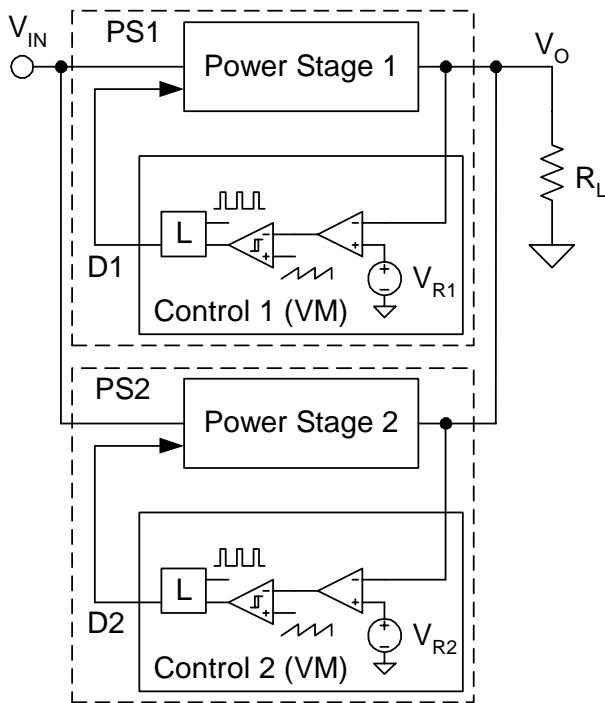 V_IN
PS1
Power Stage 1
V_O
R_L
L
D1
V_R1
Control 1 (VM)
PS2
Power Stage 2
L
D2
V_R2
Control 2 (VM)